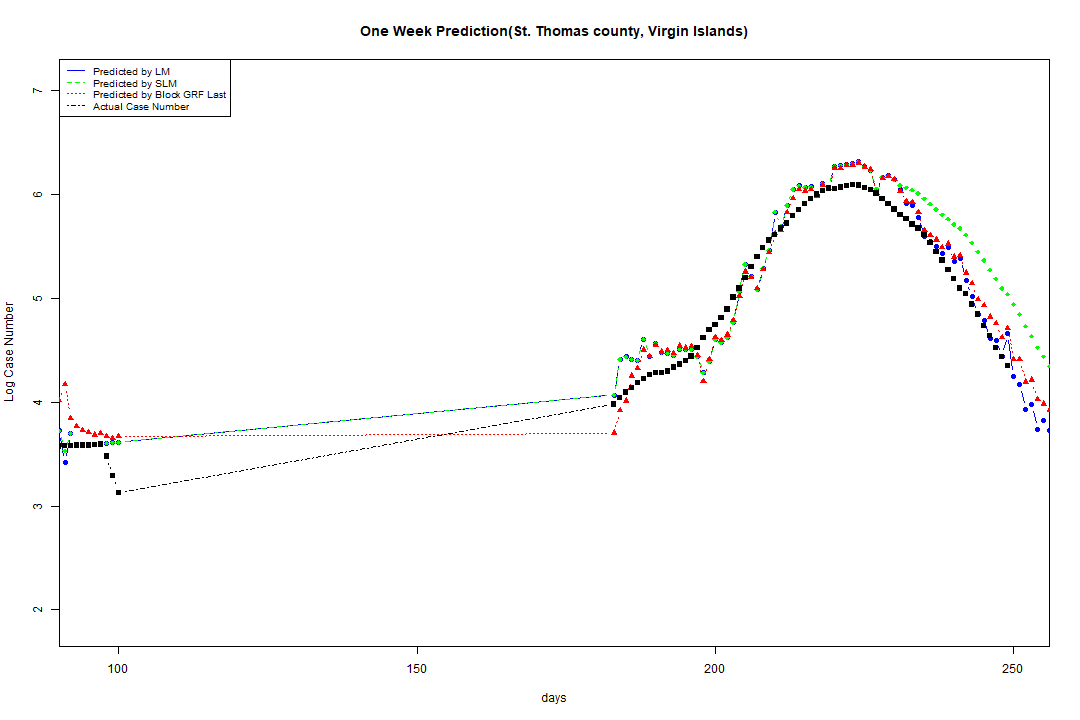 One Week Prediction(St. Thomas county, Virgin Islands)
Predicted by LM
Predicted by SLM
Predicted by Block GRF Last
Actual Case Number
7
6
5
4
3
2
Log Case Number
100
150
200
250
days